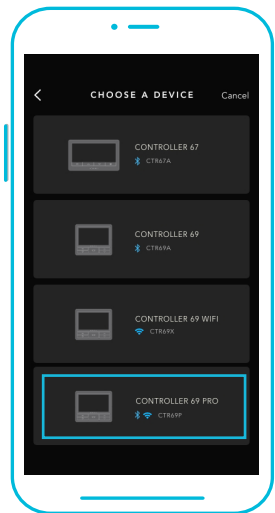 CHOOSE A DEVICE Cancel
CONTROLLER 67
CTR67A
CONTROLLER 69
CTR69A
CONTROLLER 69 WIFI
CTR69X
CONTROLLER 69 PRO
CTR69P